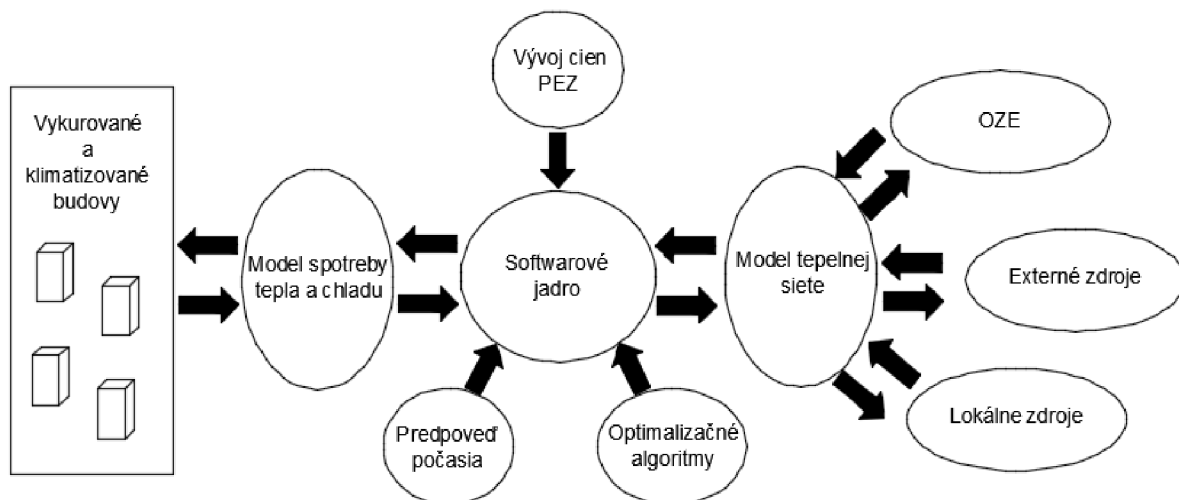 Vývoj cien
PEZ
Vykurované
a
klimatizované
budovy
OZE
Model spotreby
tepla a chladu
Softwarové
jadro
Model tepelnej
siete
Externé zdroje
Predpoveď
počasia
Optimalizačné
algoritmy
Lokálne zdroje